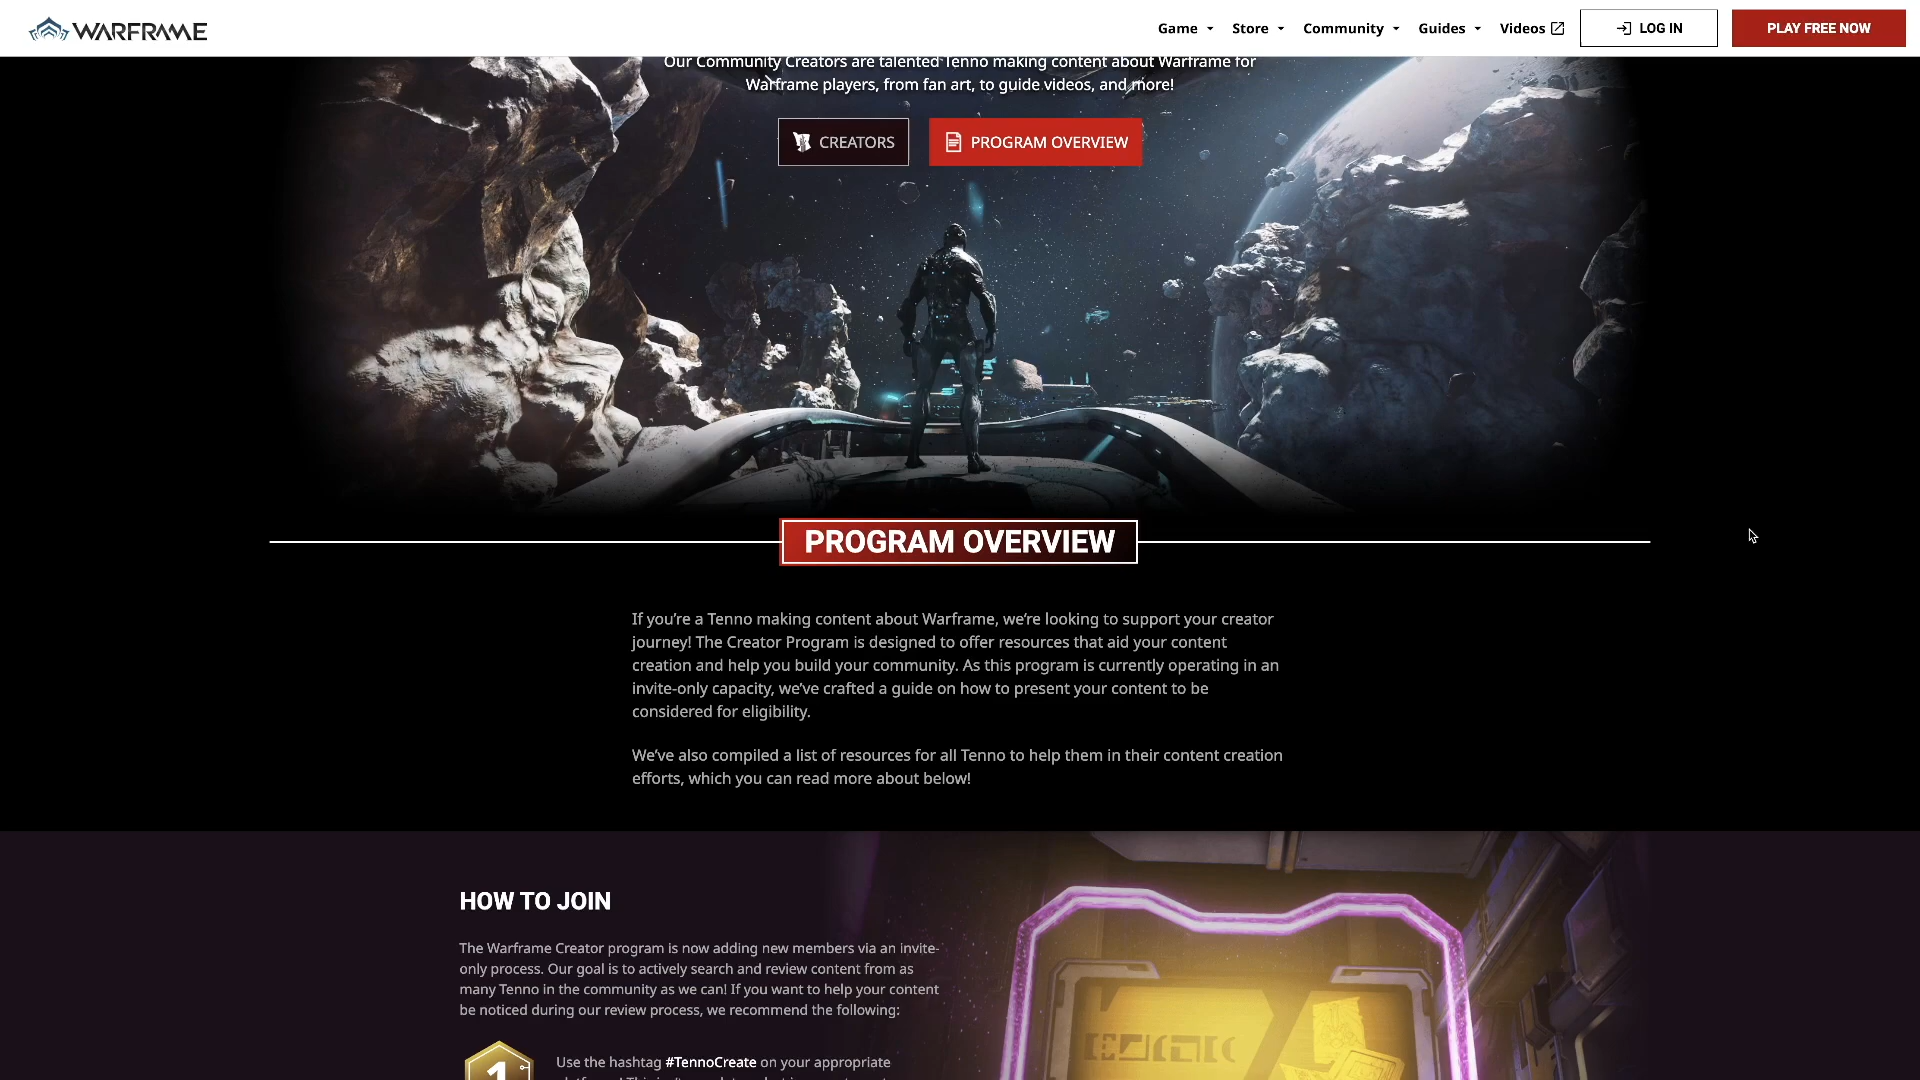 WARFRAME
Game
Store
Community
Guides
Videos
LOG IN
PLAY FREE NOW
Our Community Creators are talented Tenno making content about Warframe for
Warframe players, from fan art, to guide videos, and more!
CREATORS
PROGRAM OVERVIEW
PROGRAM OVERVIEW
If you’re a Tenno making content about Warframe, we’re looking to support your creator
journey! The Creator Program is designed to offer resources that aid your content
creation and help you build your community. As this program is currently operating in an
invite-only capacity, we’ve crafted a guide on how to present your content to be
considered for eligibility.
We’ve also compiled a list of resources for all Tenno to help them in their content creation
efforts, which you can read more about below!
HOW TO JOIN
The Warframe Creator program is now adding new members via an invite-
only process. Our goal is to actively search and review content from as
many Tenno in the community as we can! If you want to help your content
be noticed during our review process, we recommend the following:
1
Use the hashtag #TennoCreate on your appropriate